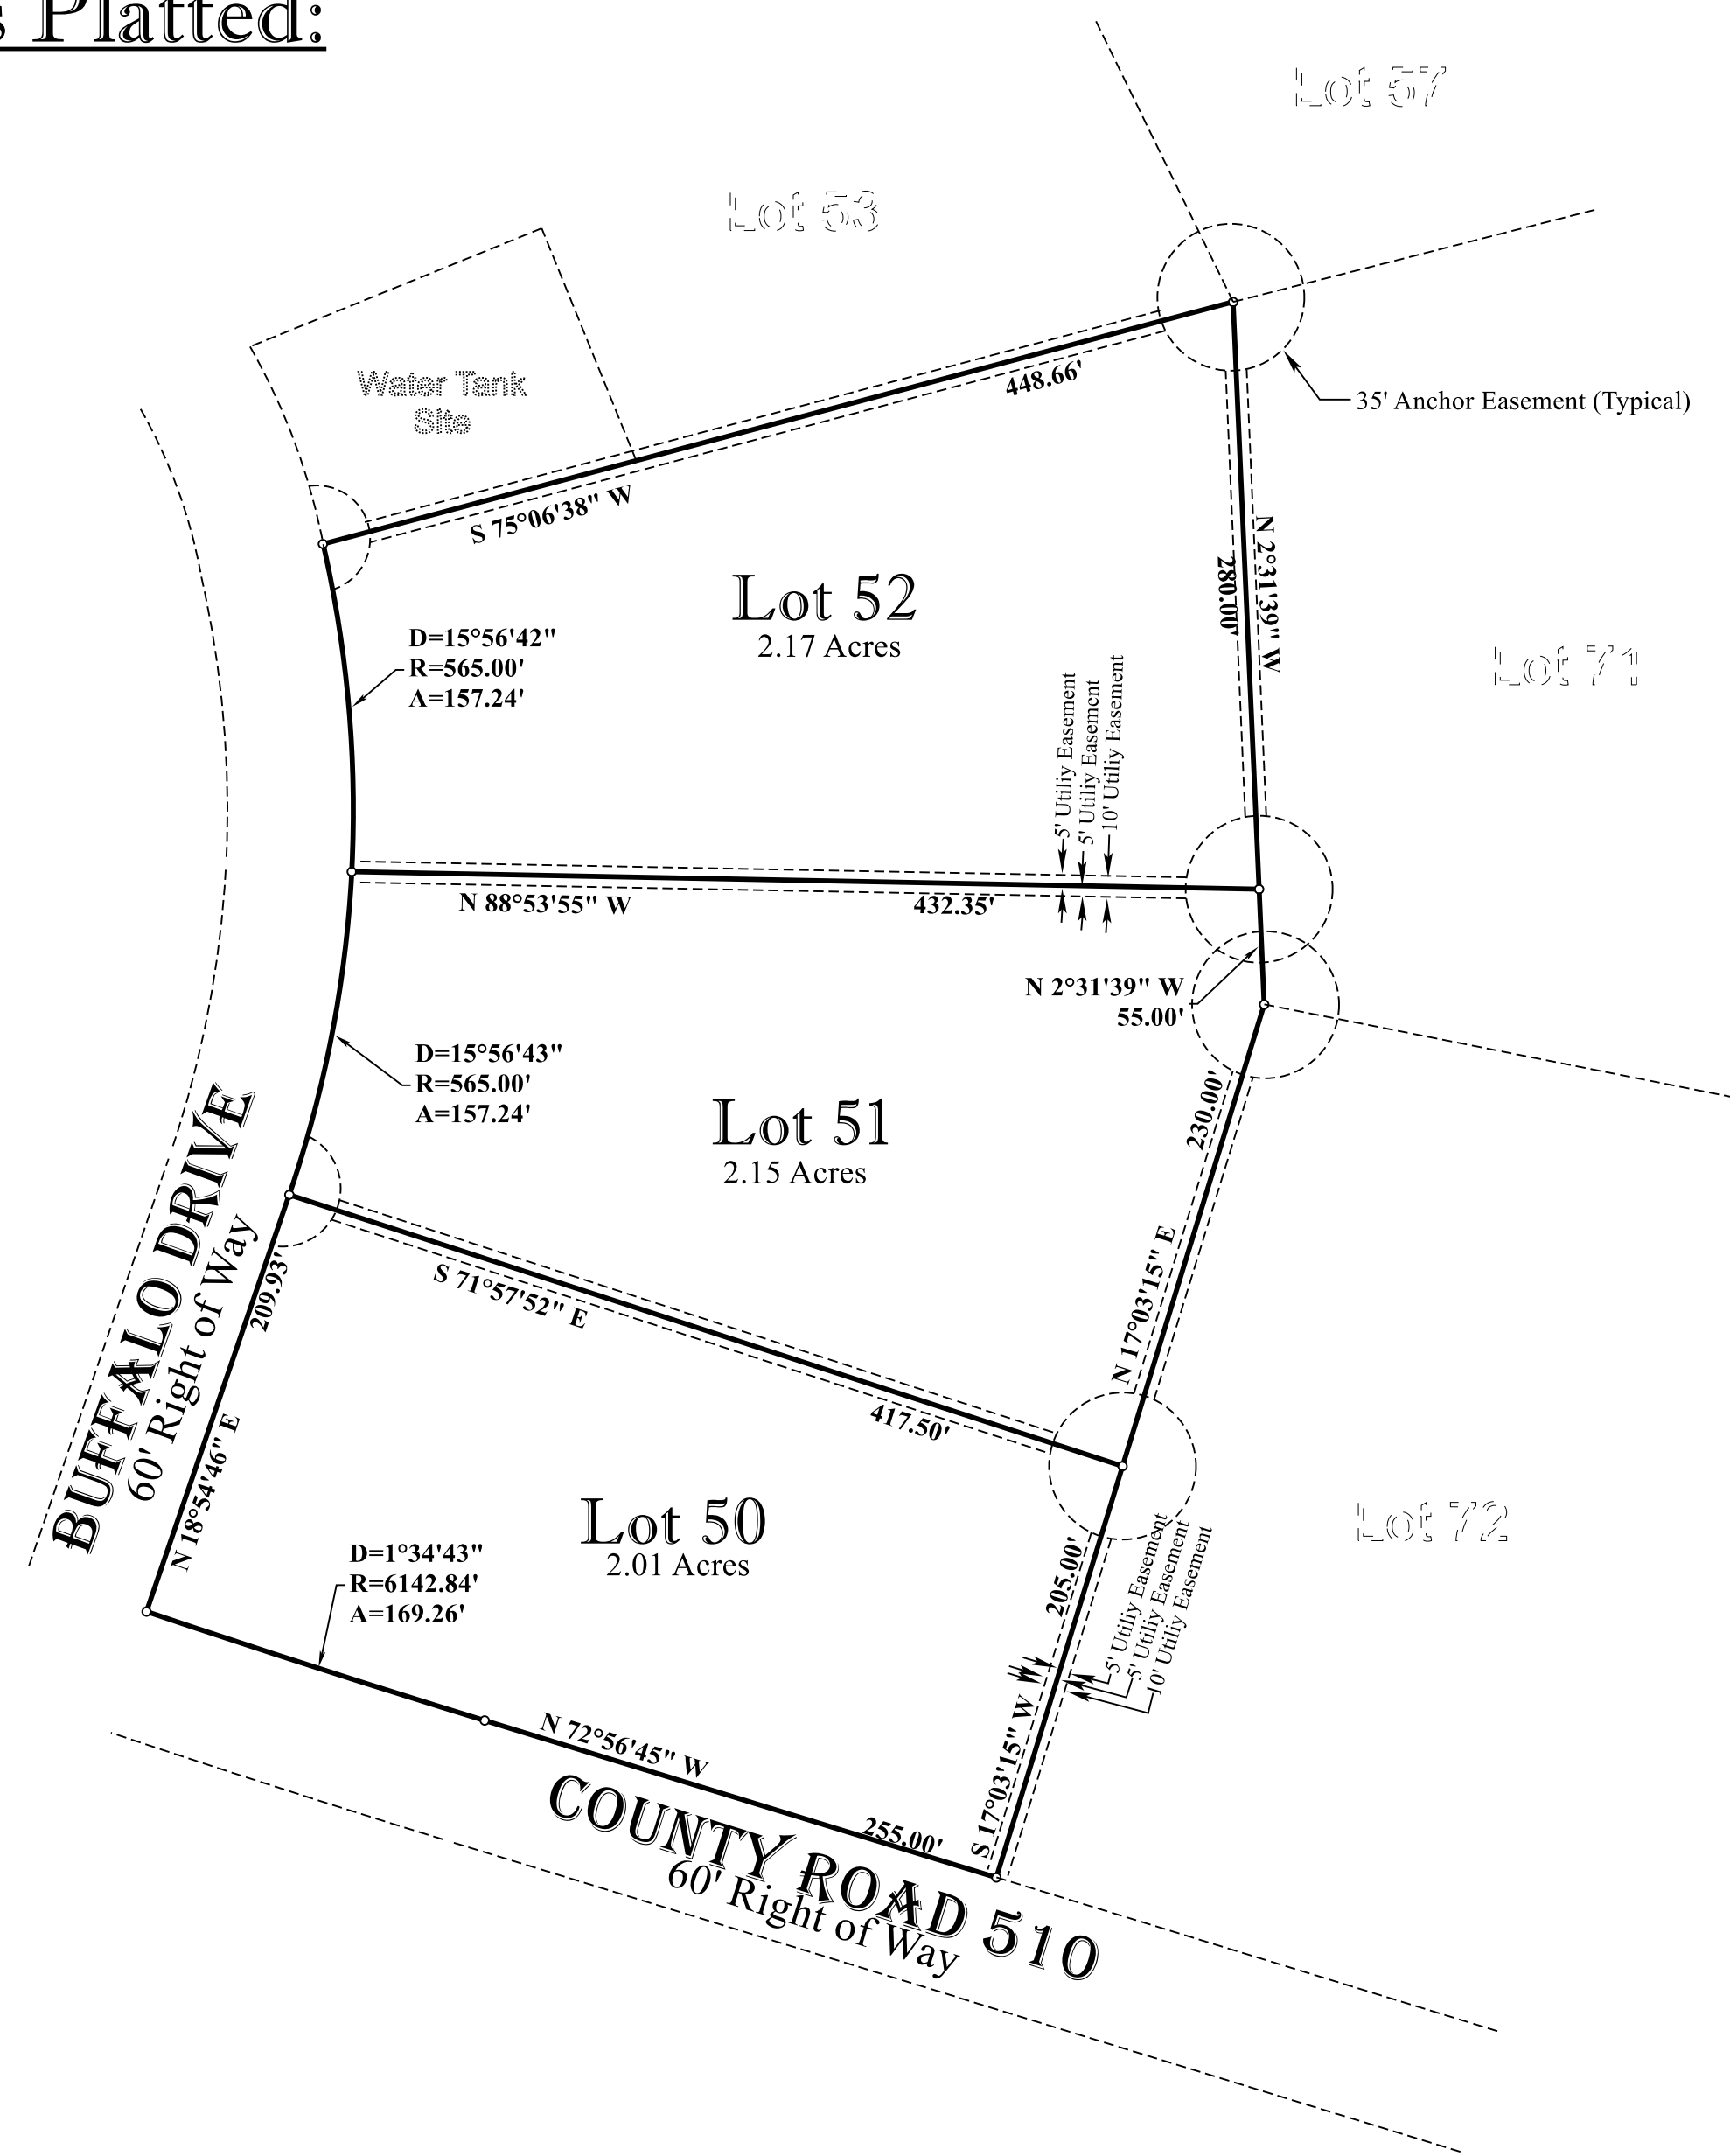 s Platted:
Lot 57
Lot 53
Water Tank
Site
448.66'
35' Anchor Easement (Typical)
S 75°06'38" W
N 2°31'39" W
280.00'
Lot 52
2.17 Acres
D=15°56'42"
R=565.00'
A=157.24'
Lot 71
5' Utiliy Easement
5' Utiliy Easement
10' Utiliy Easement
N 88°53'55" W
432.35'
N 2°31'39" W
55.00'
D=15°56'43"
R=565.00'
A=157.24'
Lot 51
2.15 Acres
230.00'
N 17°03'15" E
BUFFALO DRIVE
60' Right of Way
209.93'
N 18°54'46" E
S 71°57'52" E
417.50'
Lot 50
2.01 Acres
D=1°34'43"
R=6142.84'
A=169.26'
Lot 72
205.00'
S 17°03'15" W
5' Utiliy Easement
5' Utiliy Easement
10' Utiliy Easement
N 72°56'45" W
255.00'
COUNTY ROAD 510
60' Right of Way